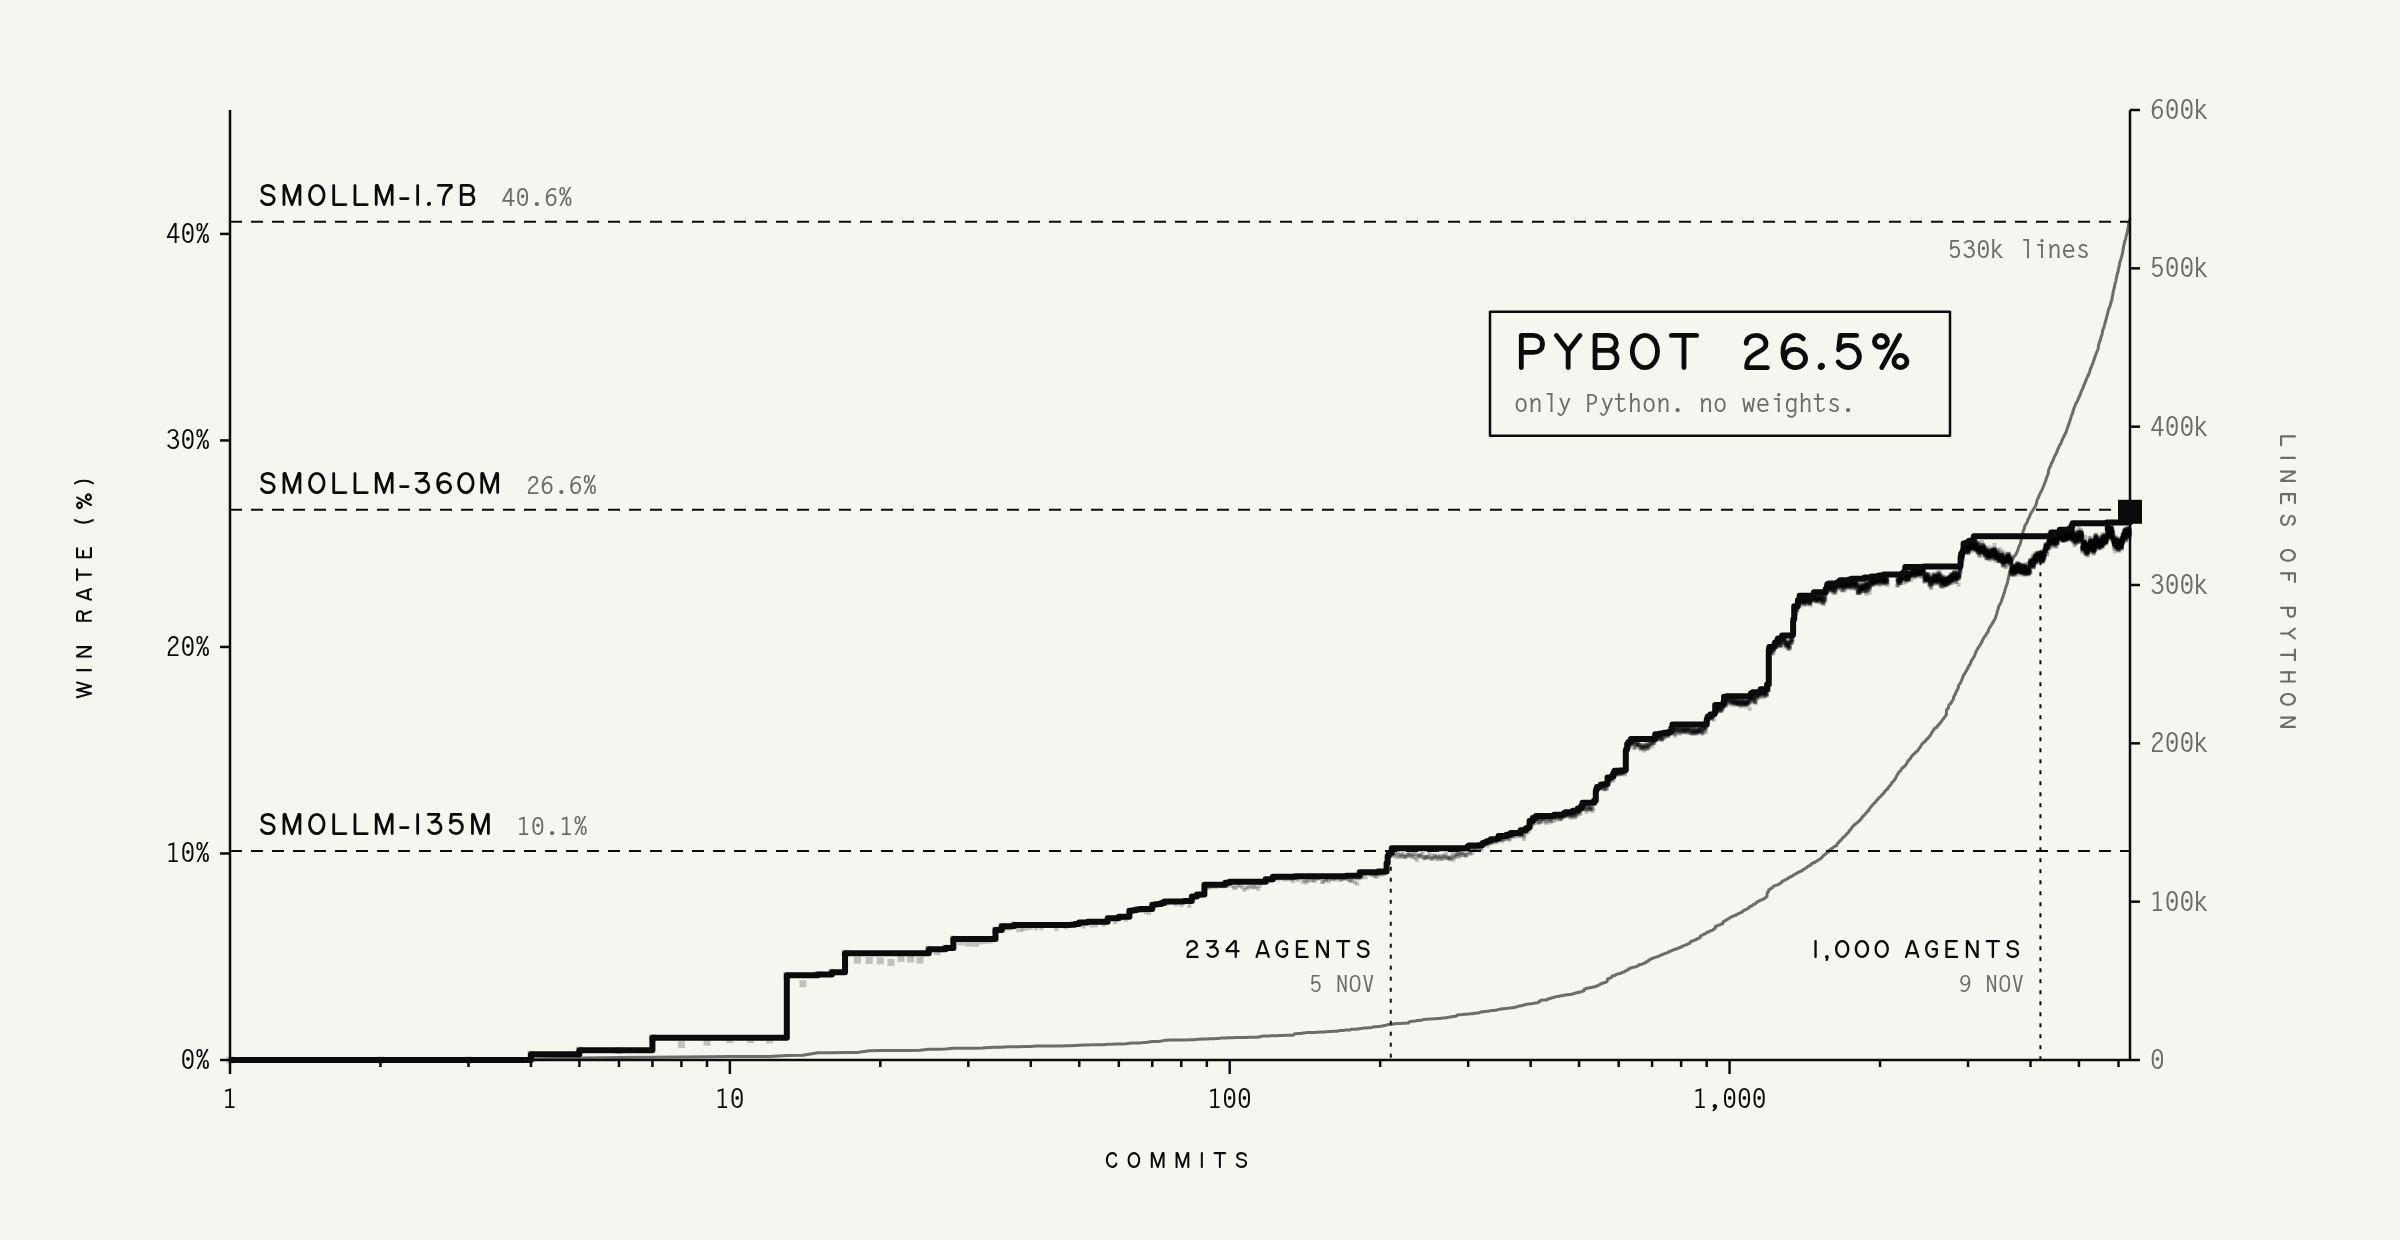 600k
SMOLLM-1.7B 40.6%
40%
530k lines
500k
PYBOT 26.5%
only Python. no weights.
30%
400k
SMOLLM-360M 26.6%
WIN RATE (%)
LINES OF PYTHON
300k
20%
200k
SMOLLM-135M 10.1%
10%
100k
234 AGENTS
5 NOV
1,000 AGENTS
9 NOV
0%
0
1
10
100
1,000
COMMITS